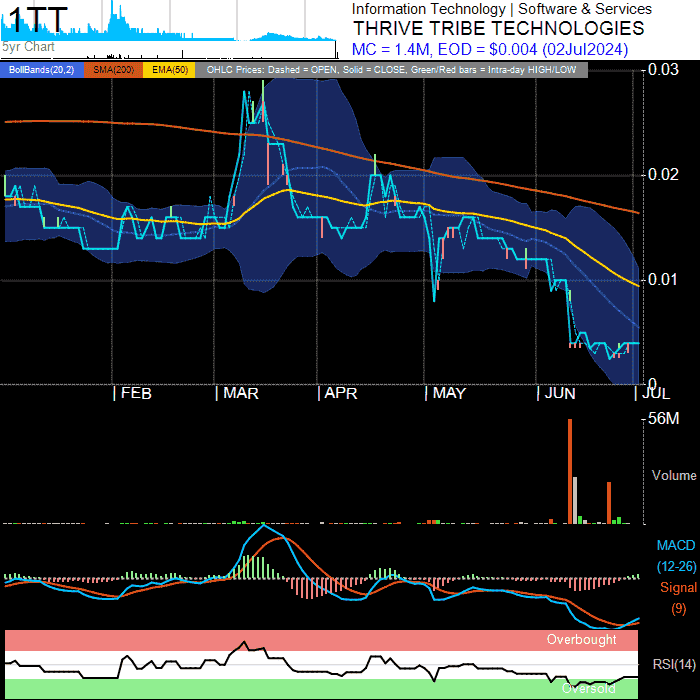 1TT
5yr Chart
Information Technology | Software & Services
THRIVE TRIBE TECHNOLOGIES
MC = 1.4M, EOD = $0.004 (02Jul2024)
BollBands(20,2) SMA(200) EMA(50) OHLC Prices: Dashed = OPEN, Solid = CLOSE, Green/Red bars = Intra-day HIGH/LOW
0.03
0.02
0.01
0
FEB MAR APR MAY JUN JUL
56M
Volume
MACD
(12-26)
Signal
(9)
Overbought
RSI(14)
Oversold